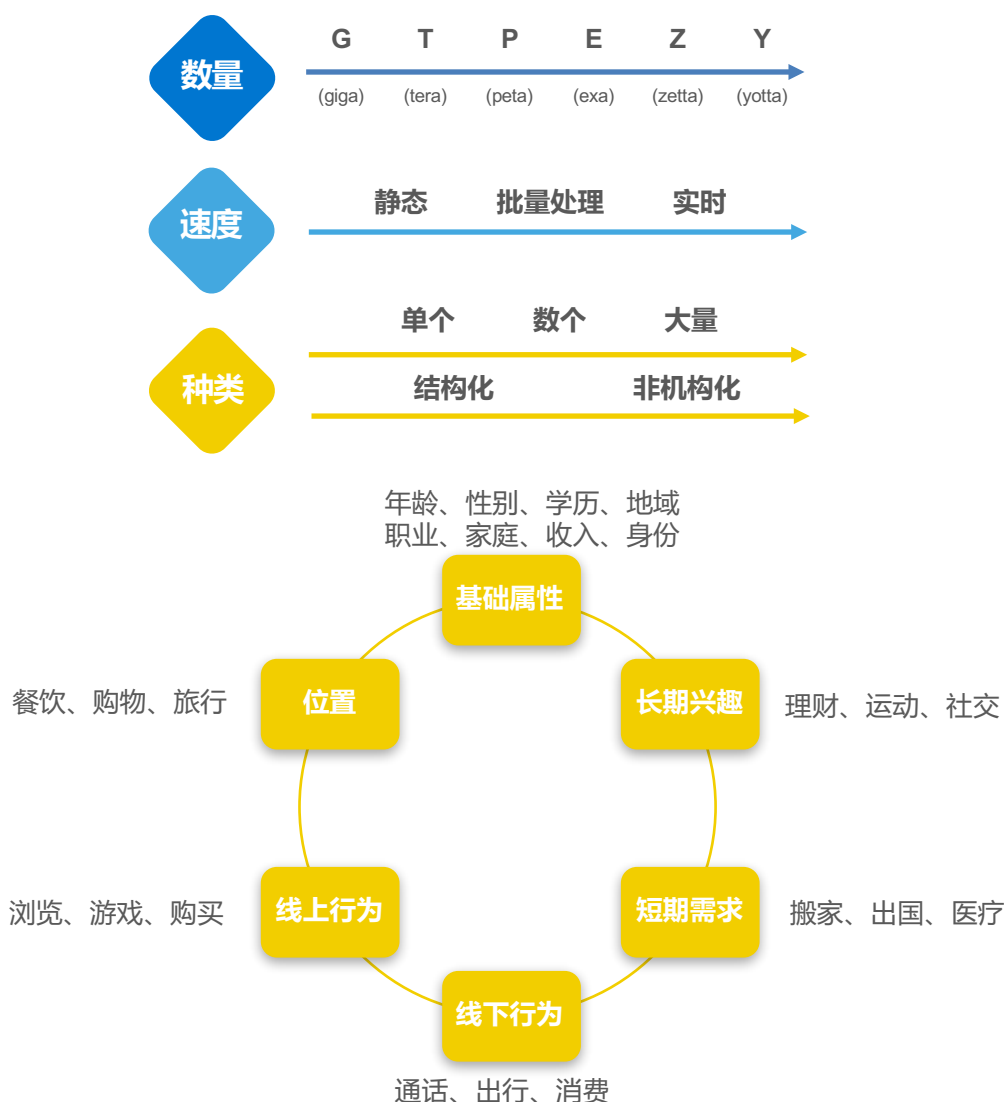 G T P E Z Y
数量
(giga) (tera) (peta) (exa) (zetta) (yotta)
静态 批量处理 实时
速度
单个 数个 大量
种类
结构化 非机构化
年龄、性别、学历、地域
职业、家庭、收入、身份
基础属性
餐饮、购物、旅行
位置
长期兴趣
理财、运动、社交
浏览、游戏、购买
线上行为
短期需求
搬家、出国、医疗
线下行为
通话、出行、消费